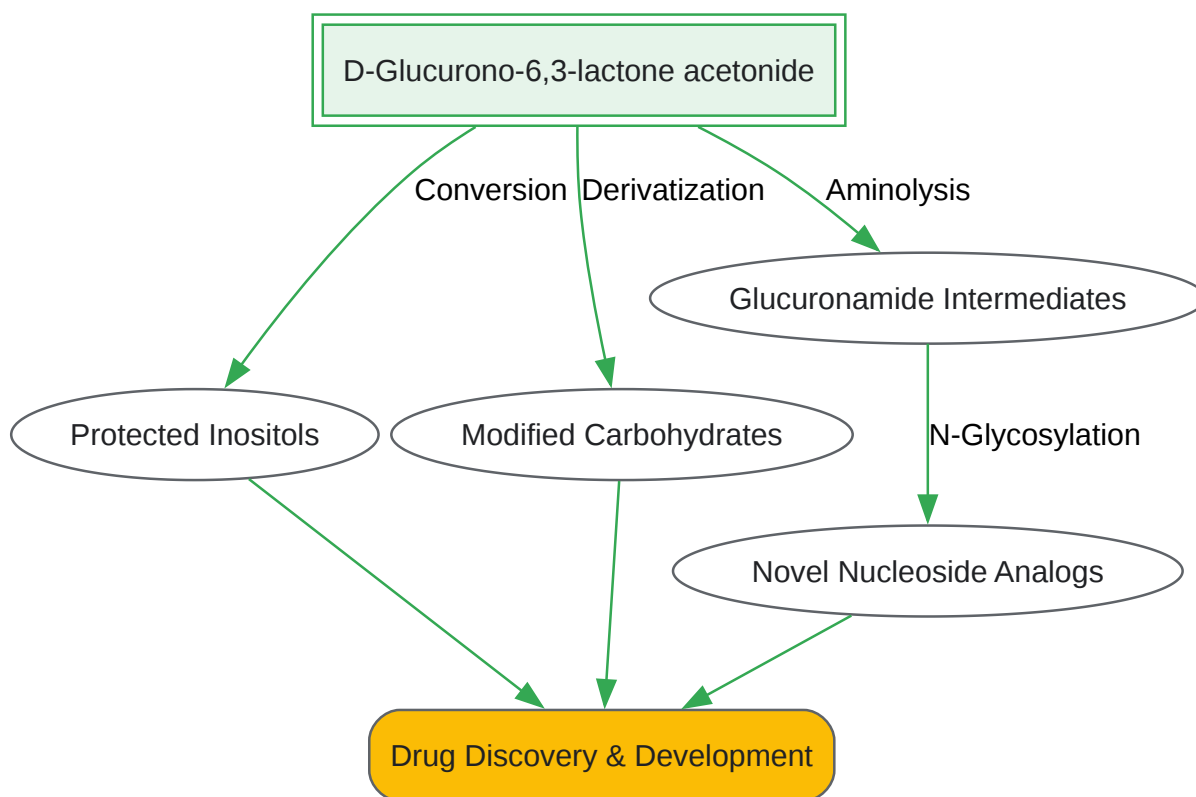 D-Glucurono-6,3-lactone acetonide
Conversion
Derivatization
Aminolysis
Glucuronamide Intermediates
Protected Inositols
Modified Carbohydrates
N-Glycosylation
Novel Nucleoside Analogs
Drug Discovery & Development